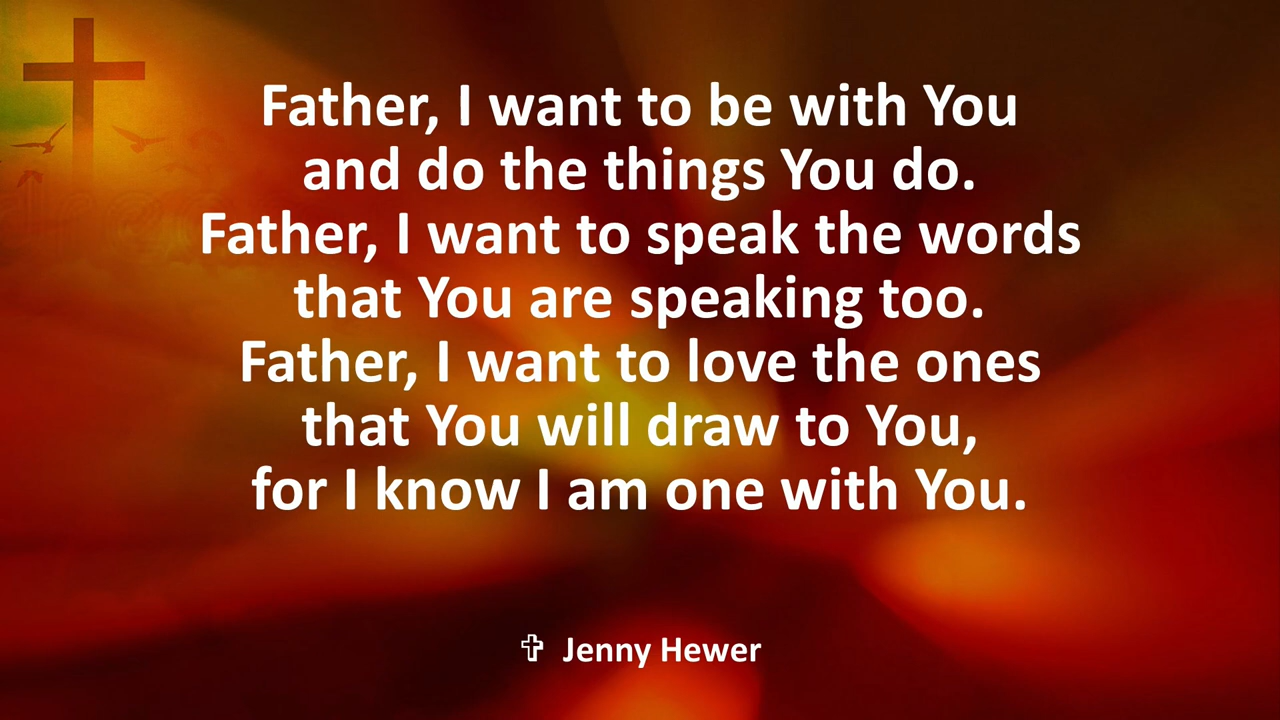 Father, I want to be with You
and do the things You do.
Father, I want to speak the words
that You are speaking too.
Father, I want to love the ones
that You will draw to You,
for I know I am one with You.
✞ Jenny Hewer